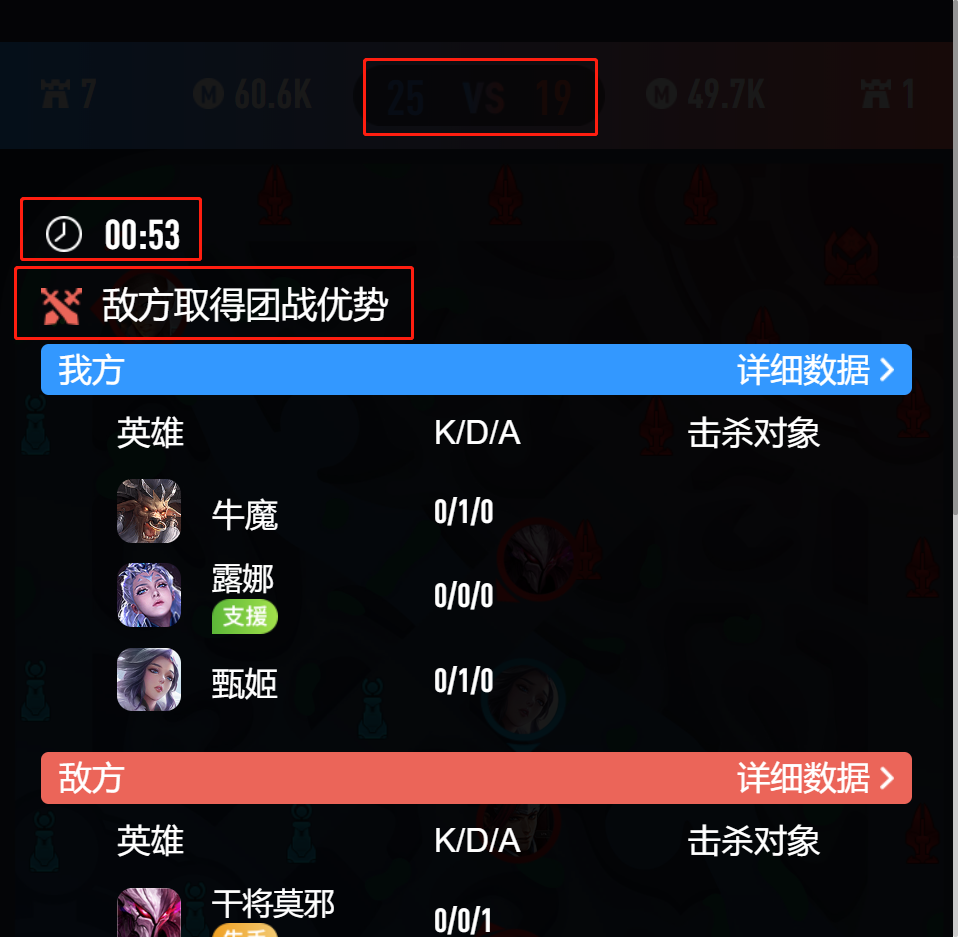 7 60.6K 25 VS 19 49.7K 1
00:53
敌方取得团战优势
我方 详细数据
英雄 K/D/A 击杀对象
牛魔 0/1/0
露娜
支援 0/0/0
甄姬 0/1/0
敌方 详细数据
英雄 K/D/A 击杀对象
干将莫邪
0/0/1